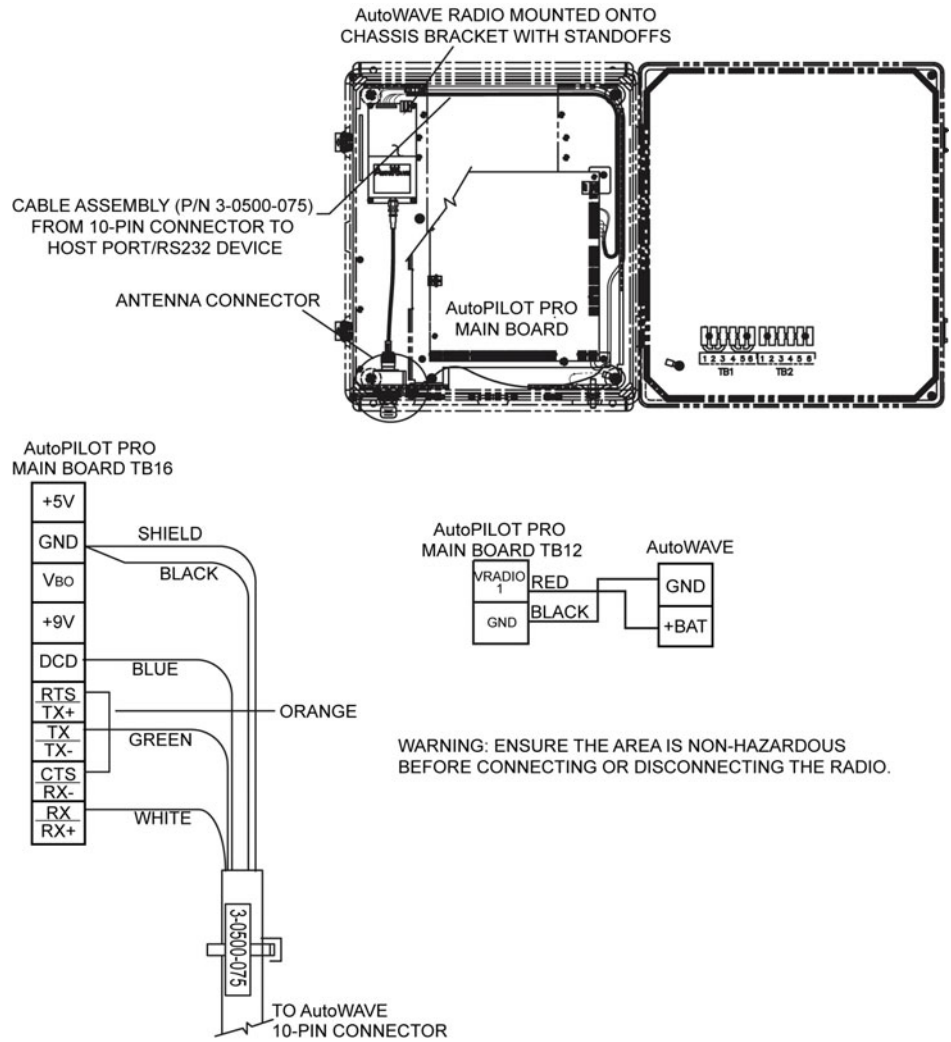 AutoWAVE RADIO MOUNTED ONTO
CHASSIS BRACKET WITH STANDOFFS
CABLE ASSEMBLY (P/N 3-0500-075)
FROM 10-PIN CONNECTOR TO
HOST PORT/RS232 DEVICE
ANTENNA CONNECTOR
AutoPILOT PRO
MAIN BOARD
1 2 3 4 5 6 1 2 3 4 5 6
TB1 TB2
AutoPILOT PRO
MAIN BOARD TB16
+5V
GND
VBO
+9V
DCD
RTS
TX+
TX
TX-
CTS
RX-
RX
RX+
SHIELD
BLACK
BLUE
ORANGE
GREEN
WHITE
3-0500-075
TO AutoWAVE
10-PIN CONNECTOR
AutoPILOT PRO
MAIN BOARD TB12
VRADIO
1
GND
RED
BLACK
AutoWAVE
GND
+BAT
WARNING: ENSURE THE AREA IS NON-HAZARDOUS
BEFORE CONNECTING OR DISCONNECTING THE RADIO.